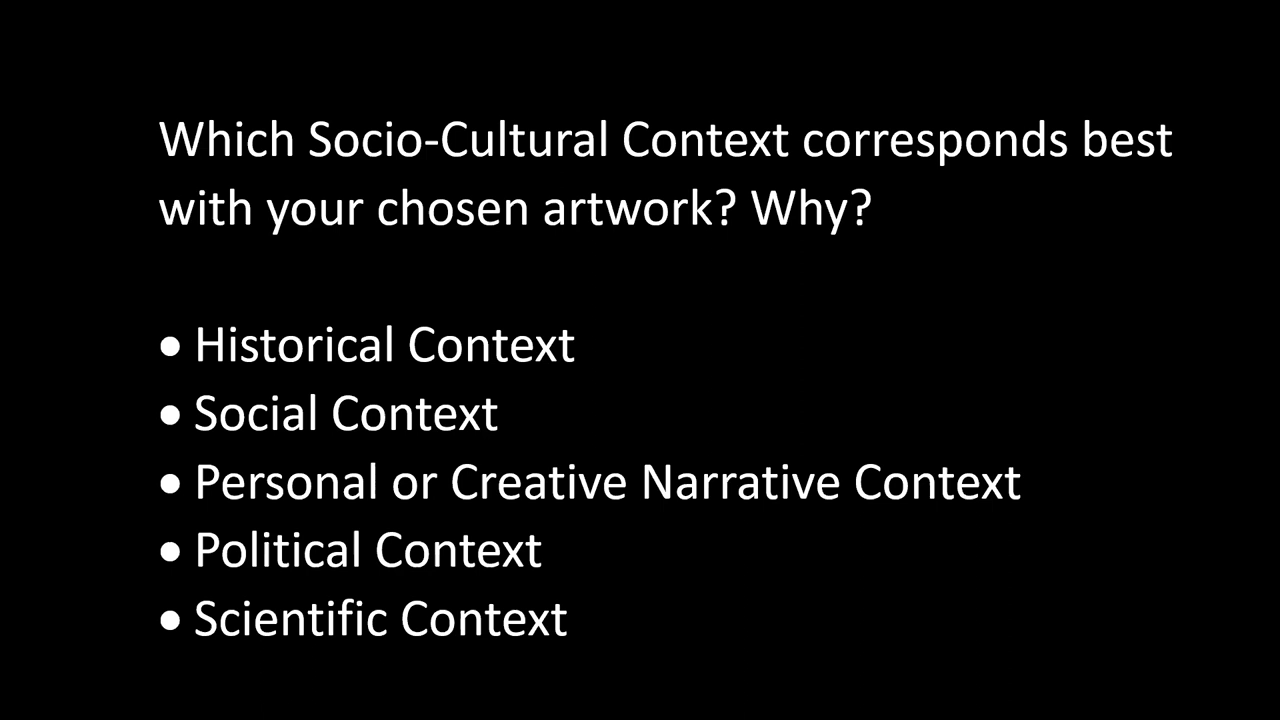 Which Socio-Cultural Context corresponds best
with your chosen artwork? Why?
• Historical Context
• Social Context
• Personal or Creative Narrative Context
• Political Context
• Scientific Context